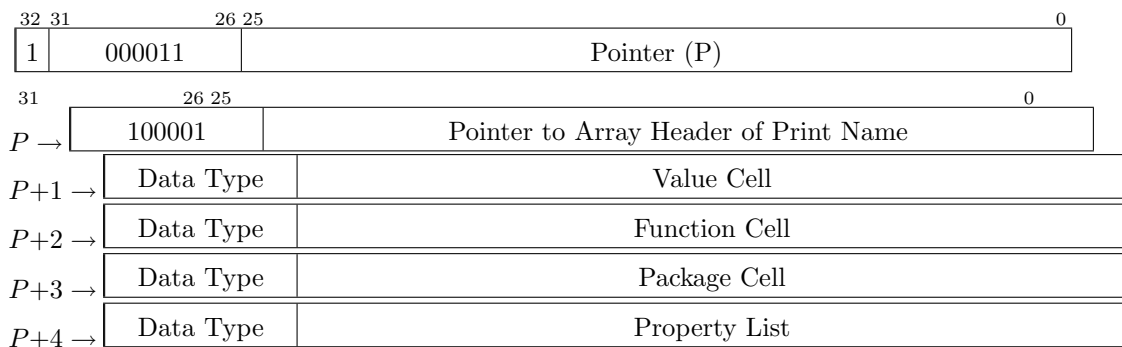 32 31 26 25 0
1 000011 Pointer (P)
31 26 25 0
P → 100001 Pointer to Array Header of Print Name
P+1 → Data Type Value Cell
P+2 → Data Type Function Cell
P+3 → Data Type Package Cell
P+4 → Data Type Property List